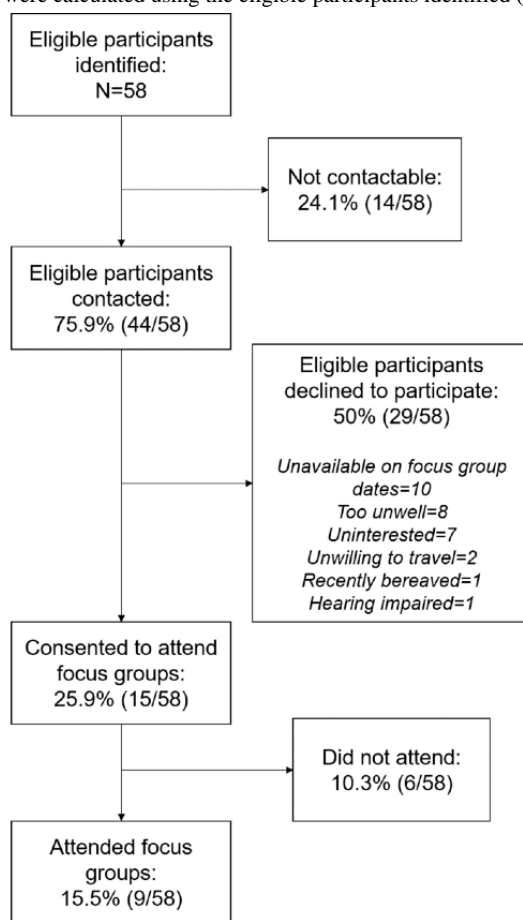 were calculated using the eligible participants identified (
Eligible participants
identified:
N=58
Not contactable:
24.1% (14/58)
Eligible participants
contacted:
75.9% (44/58)
Eligible participants
declined to participate:
50% (29/58)
Unavailable on focus group
dates=10
Too unwell=8
Uninterested=7
Unwilling to travel=2
Recently bereaved=1
Hearing impaired=1
Consented to attend
focus groups:
25.9% (15/58)
Did not attend:
10.3% (6/58)
Attended focus
groups:
15.5% (9/58)